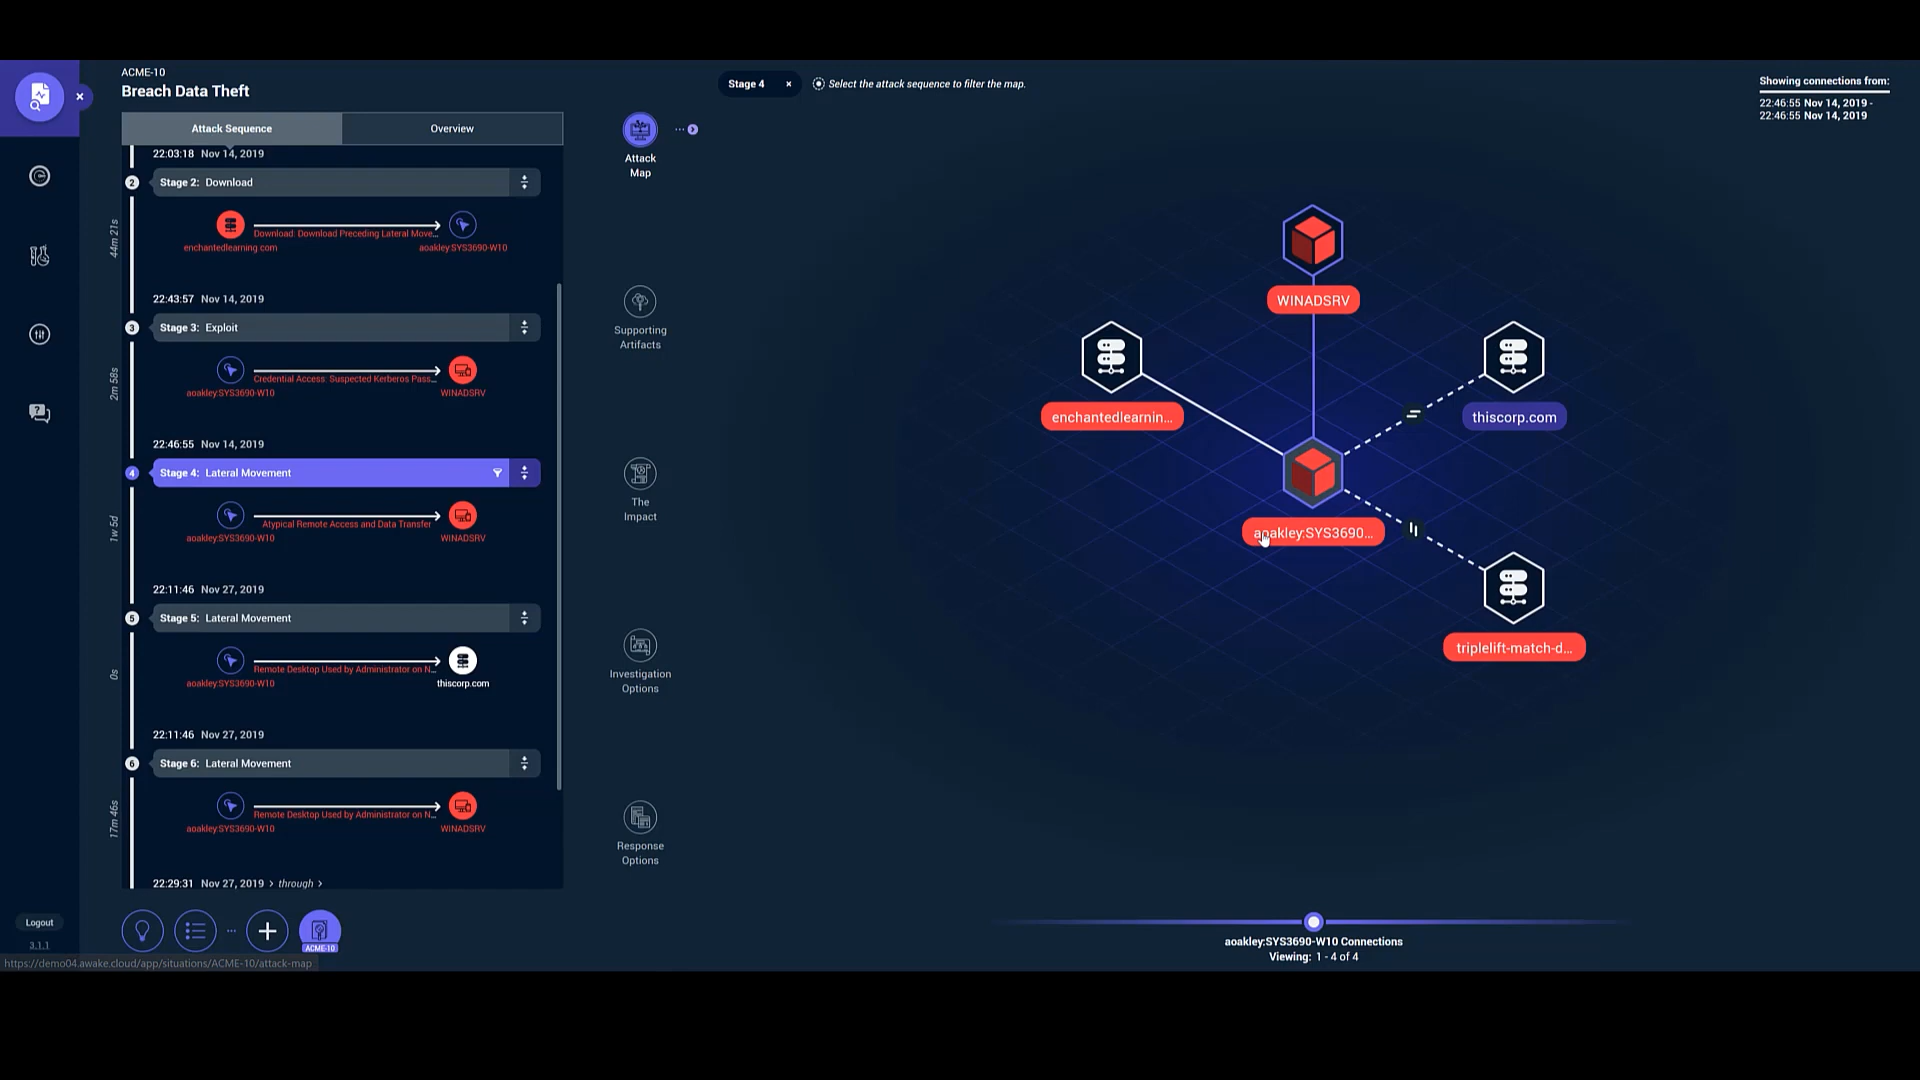 ACME-10
Breach Data Theft
Attack Sequence
Overview
22:03:18 Nov 14, 2019
2
Stage 2: Download
44m 21s
Download: Download Preceding Lateral Move...
enchantedlearning.com
aoakley:SYS3690-W10
22:43:57 Nov 14, 2019
3
Stage 3: Exploit
2m 58s
Credential Access: Suspected Kerberos Pass...
aoakley:SYS3690-W10
WINADSRV
22:46:55 Nov 14, 2019
4
Stage 4: Lateral Movement
1w 5d
Atypical Remote Access and Data Transfer
aoakley:SYS3690-W10
WINADSRV
22:11:46 Nov 27, 2019
5
Stage 5: Lateral Movement
0s
Remote Desktop Used by Administrator on N...
aoakley:SYS3690-W10
thiscorp.com
22:11:46 Nov 27, 2019
6
Stage 6: Lateral Movement
17m 46s
Remote Desktop Used by Administrator on N...
aoakley:SYS3690-W10
WINADSRV
22:29:31 Nov 27, 2019 > through >
ACME-10
Logout
3.1.1
https://demo04.awake.cloud/app/situations/ACME-10/attack-map
Attack
Map
Supporting
Artifacts
The
Impact
Investigation
Options
Response
Options
Stage 4 ×
Select the attack sequence to filter the map.
Showing connections from:
22:46:55 Nov 14, 2019 -
22:46:55 Nov 14, 2019
WINADSRV
enchantedlearnin...
thiscorp.com
aoakley:SYS3690...
triplelift-match-d...
aoakley:SYS3690-W10 Connections
Viewing: 1 - 4 of 4